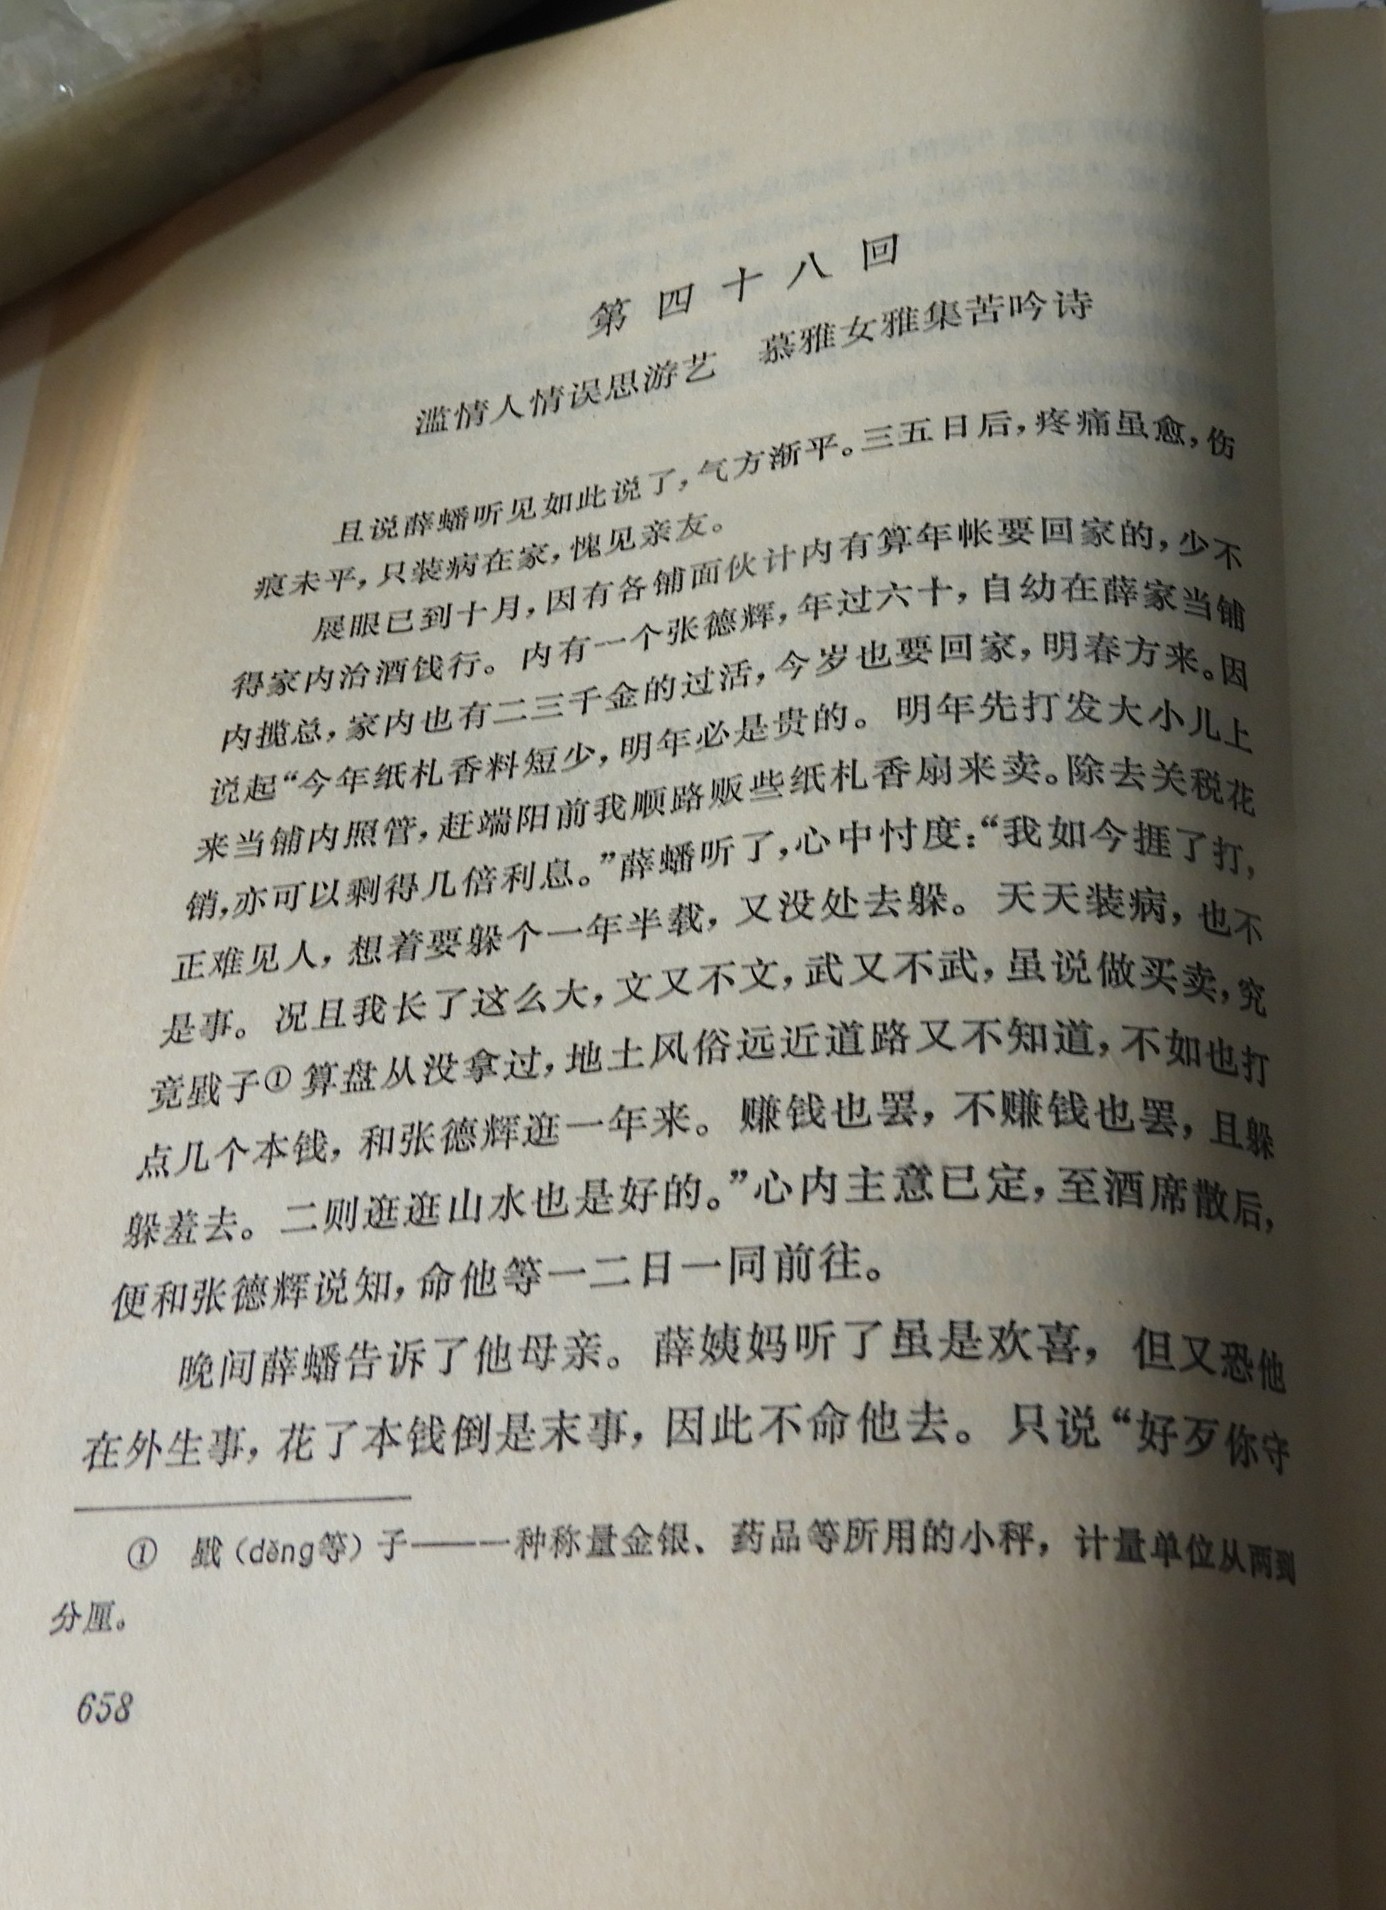 第四十八回
滥情人情误思游艺　慕雅女雅集苦吟诗
且说薛蟠听见如此说了，气方渐平。三五日后，疼痛虽愈，伤
痕未平，只装病在家，愧见亲友。
展眼已到十月，因有各铺面伙计内有算年帐要回家的，少不
得家内治酒饯行。内有一个张德辉，年过六十，自幼在薛家当铺
内揽总，家内也有二三千金的过活，今岁也要回家，明春方来。因
说起“今年纸札香料短少，明年必是贵的。明年先打发大小儿上
来当铺内照管，赶端阳前我顺路贩些纸札香扇来卖。除去关税花
销，亦可以剩得几倍利息。”薛蟠听了，心中忖度：“我如今捱了打，
正难见人，想着要躲个一年半载，又没处去躲。天天装病，也不
是事。况且我长了这么大，文又不文，武又不武，虽说做买卖，究
竟戥子①算盘从没拿过，地土风俗远近道路又不知道，不如也打
点几个本钱，和张德辉逛一年来。赚钱也罢，不赚钱也罢，且躲
躲羞去。二则逛逛山水也是好的。”心内主意已定，至酒席散后，
便和张德辉说知，命他等一二日一同前往。
晚间薛蟠告诉了他母亲。薛姨妈听了虽是欢喜，但又恐他
在外生事，花了本钱倒是末事，因此不命他去。只说“好歹你守
①　戥（děng等）子——一种称量金银、药品等所用的小秤，计量单位从两到
分厘。
658